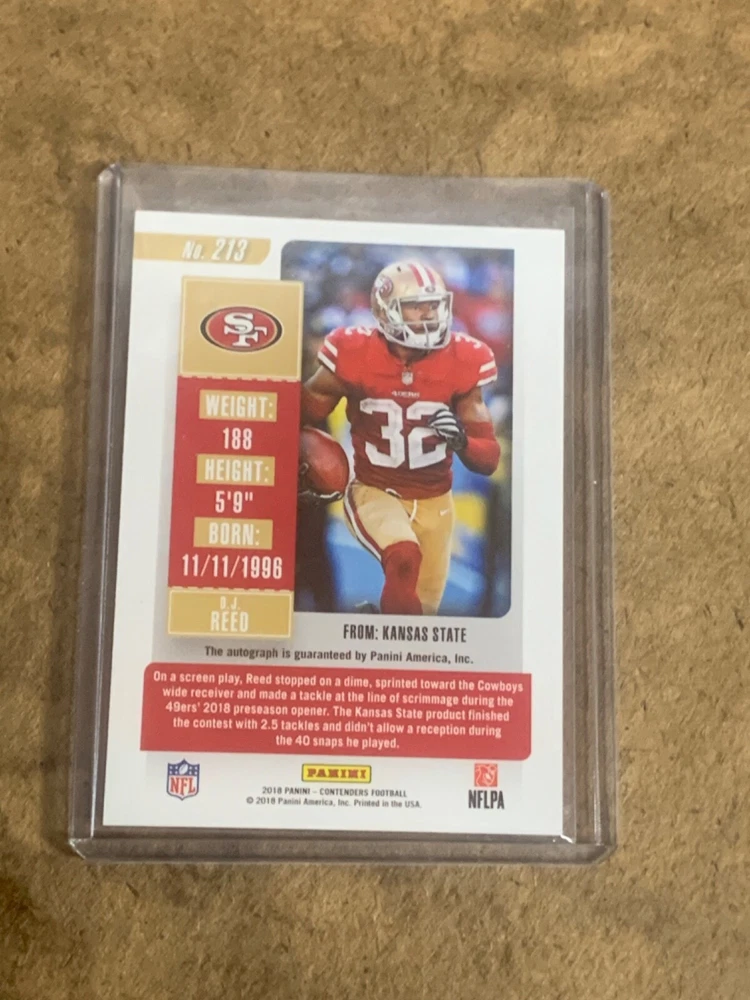 No. 213
SF
WEIGHT:
188
HEIGHT:
5'9"
BORN:
11/11/1996
D.J.
REED
49ERS
32
FROM: KANSAS STATE
The autograph is guaranteed by Panini America, Inc.
On a screen play, Reed stopped on a dime, sprinted toward the Cowboys
wide receiver and made a tackle at the line of scrimmage during the
49ers' 2018 preseason opener. The Kansas State product finished
the contest with 2.5 tackles and didn't allow a reception during
the 40 snaps he played.
NFL
PANINI
2018 PANINI – CONTENDERS FOOTBALL
© 2018 Panini America, Inc. Printed in the USA.
NFLPA